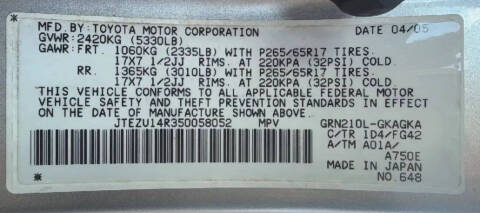 MFD. BY: TOYOTA MOTOR CORPORATION DATE 04/05
GVWR: 2420KG (5330LB)
GAWR: FRT. 1060KG (2335LB) WITH P265/65R17 TIRES.
17X7 1/2JJ RIMS. AT 220KPA (32PSI) COLD.
RR. 1365KG (3010LB) WITH P265/65R17 TIRES.
17X7 1/2JJ RIMS. AT 220KPA (32PSI) COLD.
THIS VEHICLE CONFORMS TO ALL APPLICABLE FEDERAL MOTOR
VEHICLE SAFETY AND THEFT PREVENTION STANDARDS IN EFFECT
ON THE DATE OF MANUFACTURE SHOWN ABOVE.
JTEZU14R350058052 MPV GRN210L-GKAGKA
C/TR 1D4/FG42
A/TM A01A/
A750E
MADE IN JAPAN
NO. 648